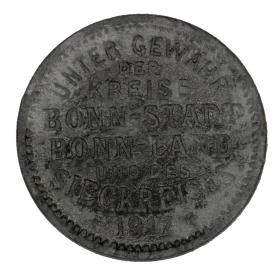 UNTER GEWÄHR
DER
KREISE
BONN-STADT
BONN-LAND
UND DES
SIEGKREISES
1917